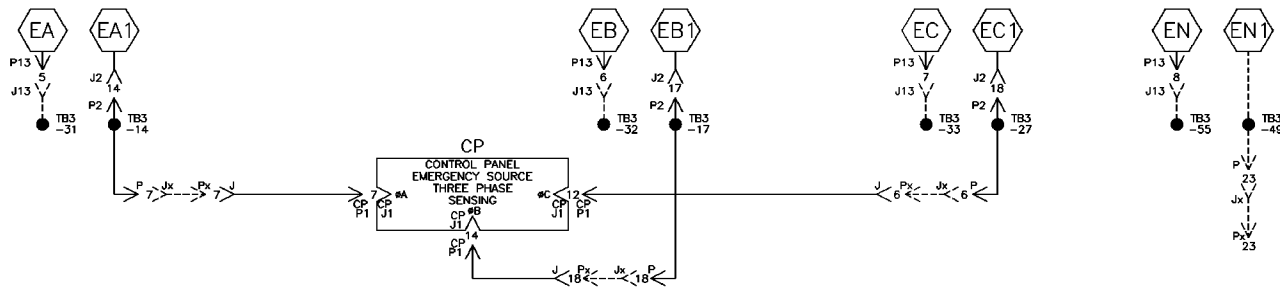 EA EA1 EB EB1 EC EC1 EN EN1
P13 P13 P13 P13
5 J2 6 J2 7 J2 8
14 17 18
J13 J13 J13 J13
P2 P2 P2
TB3 TB3 TB3 TB3 TB3 TB3 TB3 TB3
-31 -14 -32 -17 -33 -27 -55 -49
CP
CONTROL PANEL
EMERGENCY SOURCE
THREE PHASE
SENSING
P Jx Px J
7 7
7 øA
CP CP
P1 J1
øB
CP
J1
14
CP
P1
øC 12
CP CP
J1 P1
J Px Jx P
6 6
J Px Jx P
18 18
P
23
Jx
Px
23